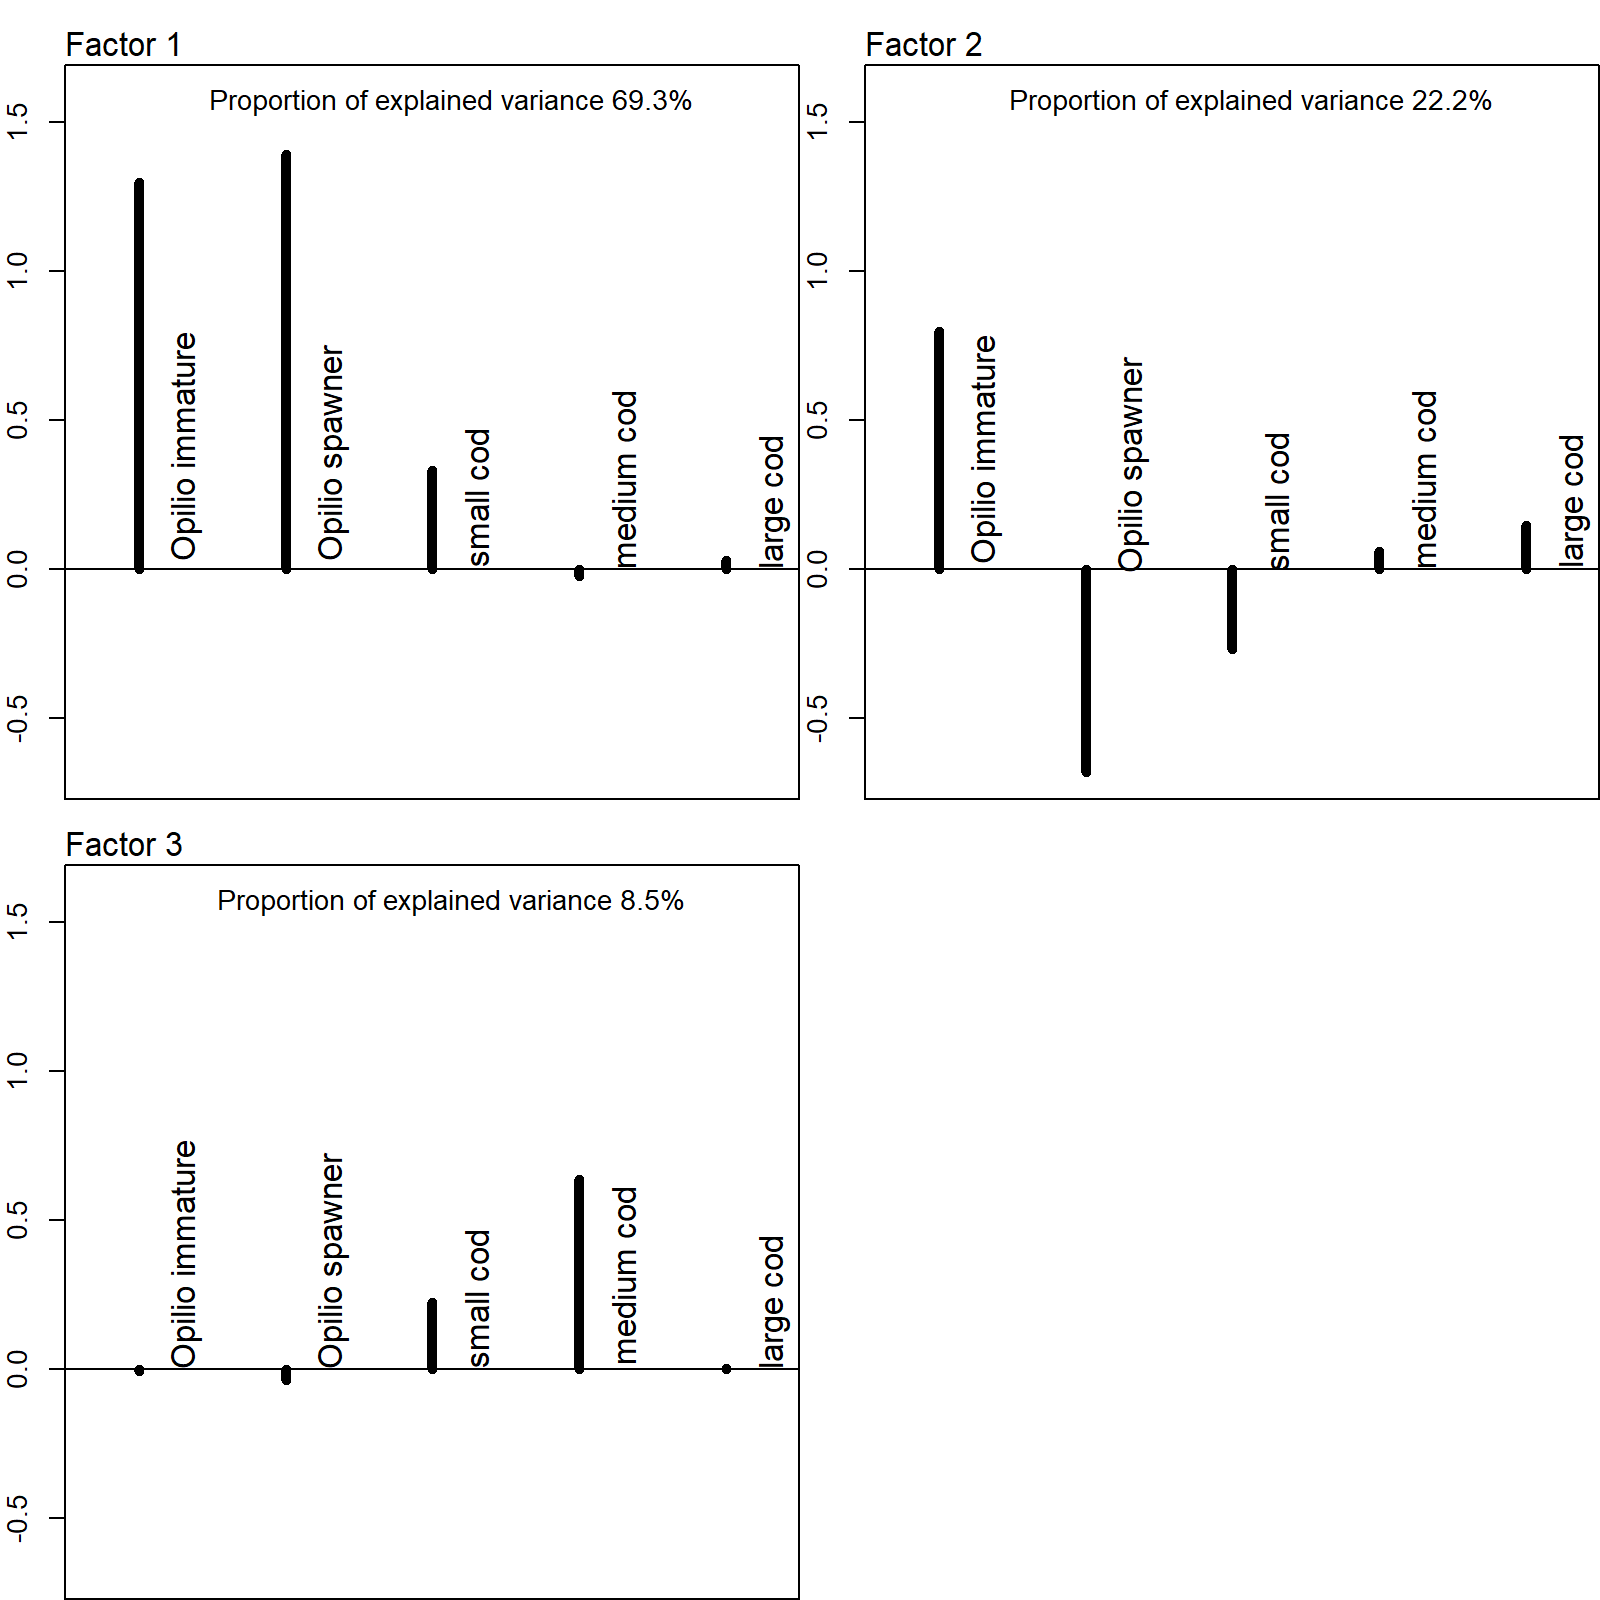 Factor 1
Proportion of explained variance 69.3%
1.5
1.0
0.5
0.0
-0.5
Opilio immature
Opilio spawner
small cod
medium cod
large cod
Factor 2
Proportion of explained variance 22.2%
1.5
1.0
0.5
0.0
-0.5
Opilio immature
Opilio spawner
small cod
medium cod
large cod
Factor 3
Proportion of explained variance 8.5%
1.5
1.0
0.5
0.0
-0.5
Opilio immature
Opilio spawner
small cod
medium cod
large cod